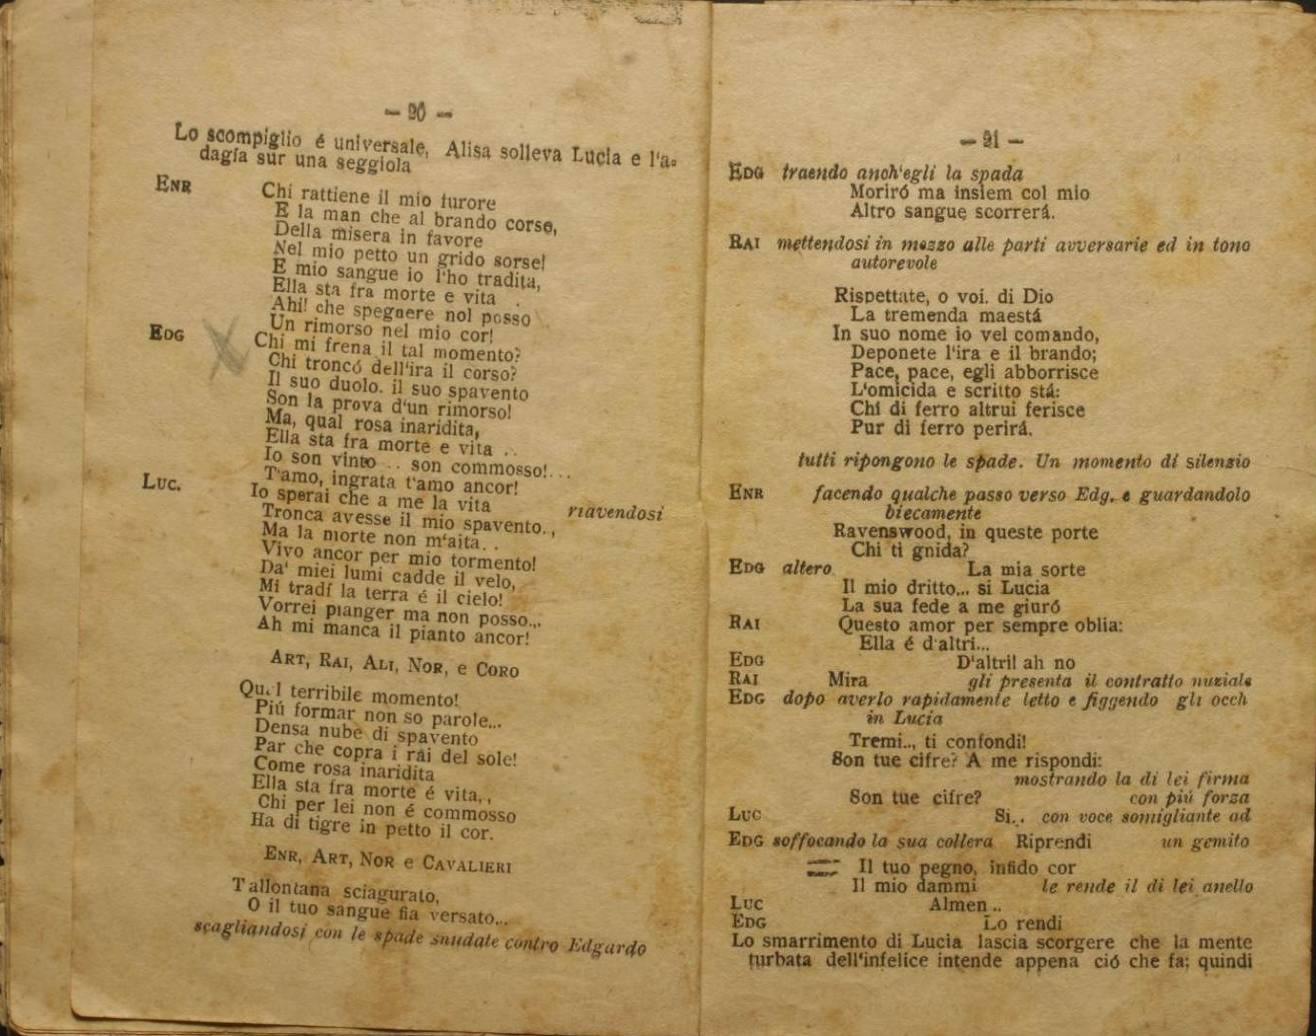 — 20 —
Lo scompiglio é universale, Alisa solleva Lucia e l'a-
dagia sur una seggiola
ENR Chi rattiene il mio furore
E la man che al brando corse,
Della misera in favore
Nel mio petto un grido sorse!
E mio sangue io l'ho tradita,
Ella sta fra morte e vita .
Ahi! che spegnere nol posso
Un rimorso nel mio cor!
EDG Chi mi frena il tal momento?
Chi troncó dell'ira il corso?
Il suo duolo. il suo spavento
Son la prova d'un rimorso!
Ma, qual rosa inaridita,
Ella sta fra morte e vita ..
Io son vinto .. son commosso!...
T'amo, ingrata t'amo ancor!
LUC. Io sperai che a me la vita riavendosi
Tronca avesse il mio spavento..,
Ma la morte non m'aita. .
Vivo ancor per mio tormento!
Da' miei lumi cadde il velo,
Mi tradí la terra é il cielo!
Vorrei pianger ma non posso...
Ah mi manca il pianto ancor!
ART, RAI, ALI, NOR, e CORO
Qu.l terribile momento!
Piú formar non so parole...
Densa nube di spavento
Par che copra i rai del sole!
Come rosa inaridita
Ella sta fra morte é vita,,
Chi per lei non é commosso
Ha di tigre in petto il cor.
ENR, ART, NOR e CAVALIERI
Tallontana sciagurato,
O il tuo sangue fia versato...
scagliandosi con le spade snudate contro Edgardo
— 21 —
EDG traendo anch'egli la spada
Moriró ma insiem col mio
Altro sangue scorrerá.
RAI mettendosi in mezzo alle parti avversarie ed in tono
autorevole
Rispettate, o voi. di Dio
La tremenda maestá
In suo nome io vel comando,
Deponete l'ira e il brando;
Pace, pace, egli abborrisce
L'omicida e scritto stá:
Chi di ferro altrui ferisce
Pur di ferro perirá.
tutti ripongono le spade. Un momento di silenzio
ENR facendo qualche passo verso Edg. e guardandolo
biecamente
Ravenswood, in queste porte
Chi ti gnida?
EDG altero. La mia sorte
Il mio dritto... si Lucia
La sua fede a me giuró
RAI Questo amor per sempre oblia:
Ella é d'altri...
EDG D'altri! ah no
RAI Mira gli presenta il contratto nuziale
EDG dopo averlo rapidamente letto e figgendo gli occh
in Lucia
Tremi.., ti confondi!
Son tue cifre? A me rispondi:
mostrando la di lei firma
Son tue cifre? con piú forza
LUC Si.. con voce somigliante ad
EDG soffocando la sua collera Riprendi un gemito
Il tuo pegno, infido cor
Il mio dammi le rende il di lei anello
LUC Almen ..
EDG Lo rendi
Lo smarrimento di Lucia lascia scorgere che la mente
turbata dell'infelice intende appena ció che fa: quindi